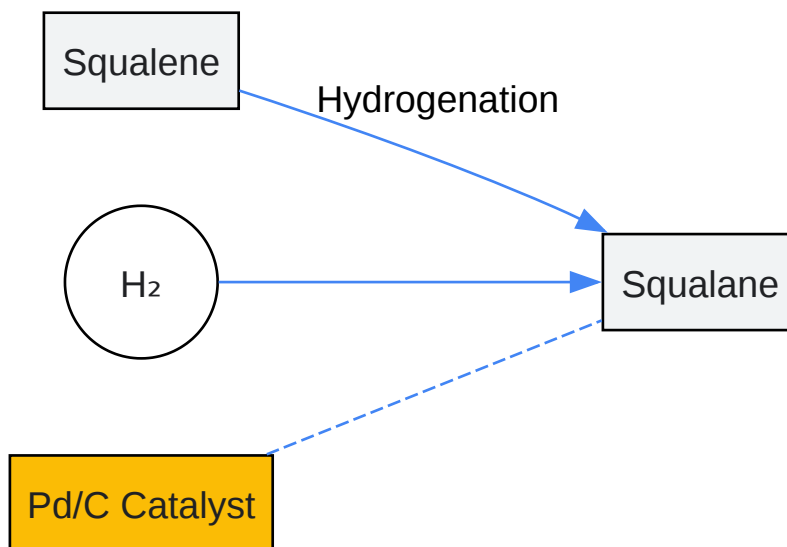 Squalene
Hydrogenation
H₂
Squalane
Pd/C Catalyst